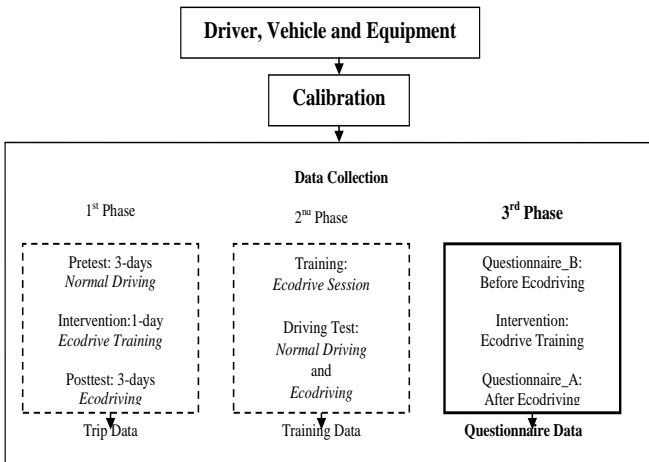 Driver, Vehicle and Equipment
Calibration
Data Collection
1st Phase
2nd Phase
3rd Phase
Pretest: 3-days
Normal Driving
Intervention:1-day
Ecodrive Training
Posttest: 3-days
Ecodriving
Training:
Ecodrive Session
Driving Test:
Normal Driving
and
Ecodriving
Questionnaire_B:
Before Ecodriving
Intervention:
Ecodrive Training
Questionnaire_A:
After Ecodriving
Trip Data
Training Data
Questionnaire Data